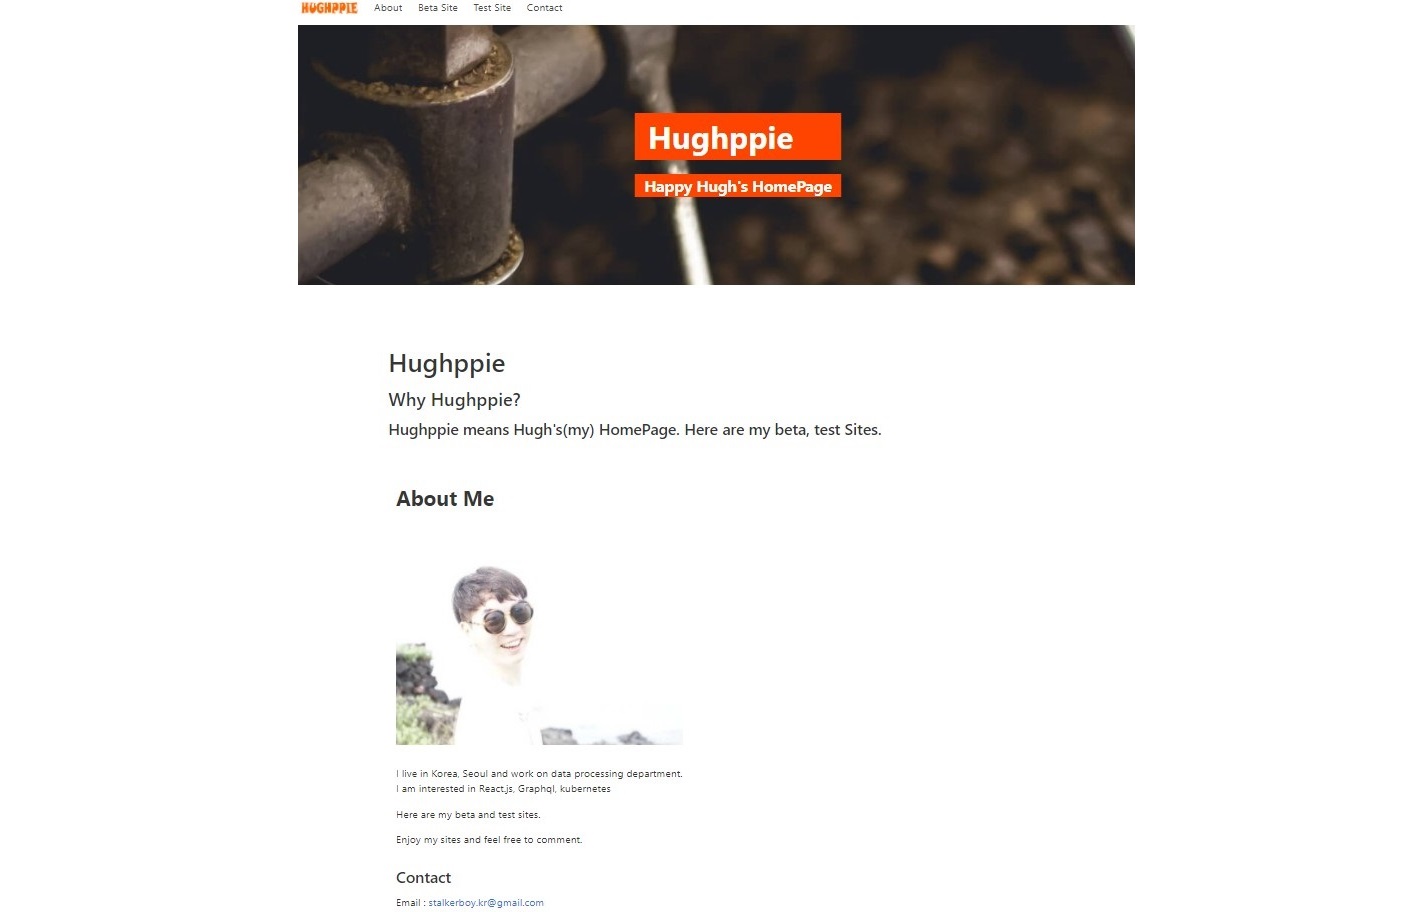 HUGHPPIE About Beta Site Test Site Contact
Hughppie
Happy Hugh's HomePage
Hughppie
Why Hughppie?
Hughppie means Hugh's(my) HomePage. Here are my beta, test Sites.
About Me
I live in Korea, Seoul and work on data processing department.
I am interested in React.js, Graphql, kubernetes
Here are my beta and test sites.
Enjoy my sites and feel free to comment.
Contact
Email : stalkerboy.kr@gmail.com